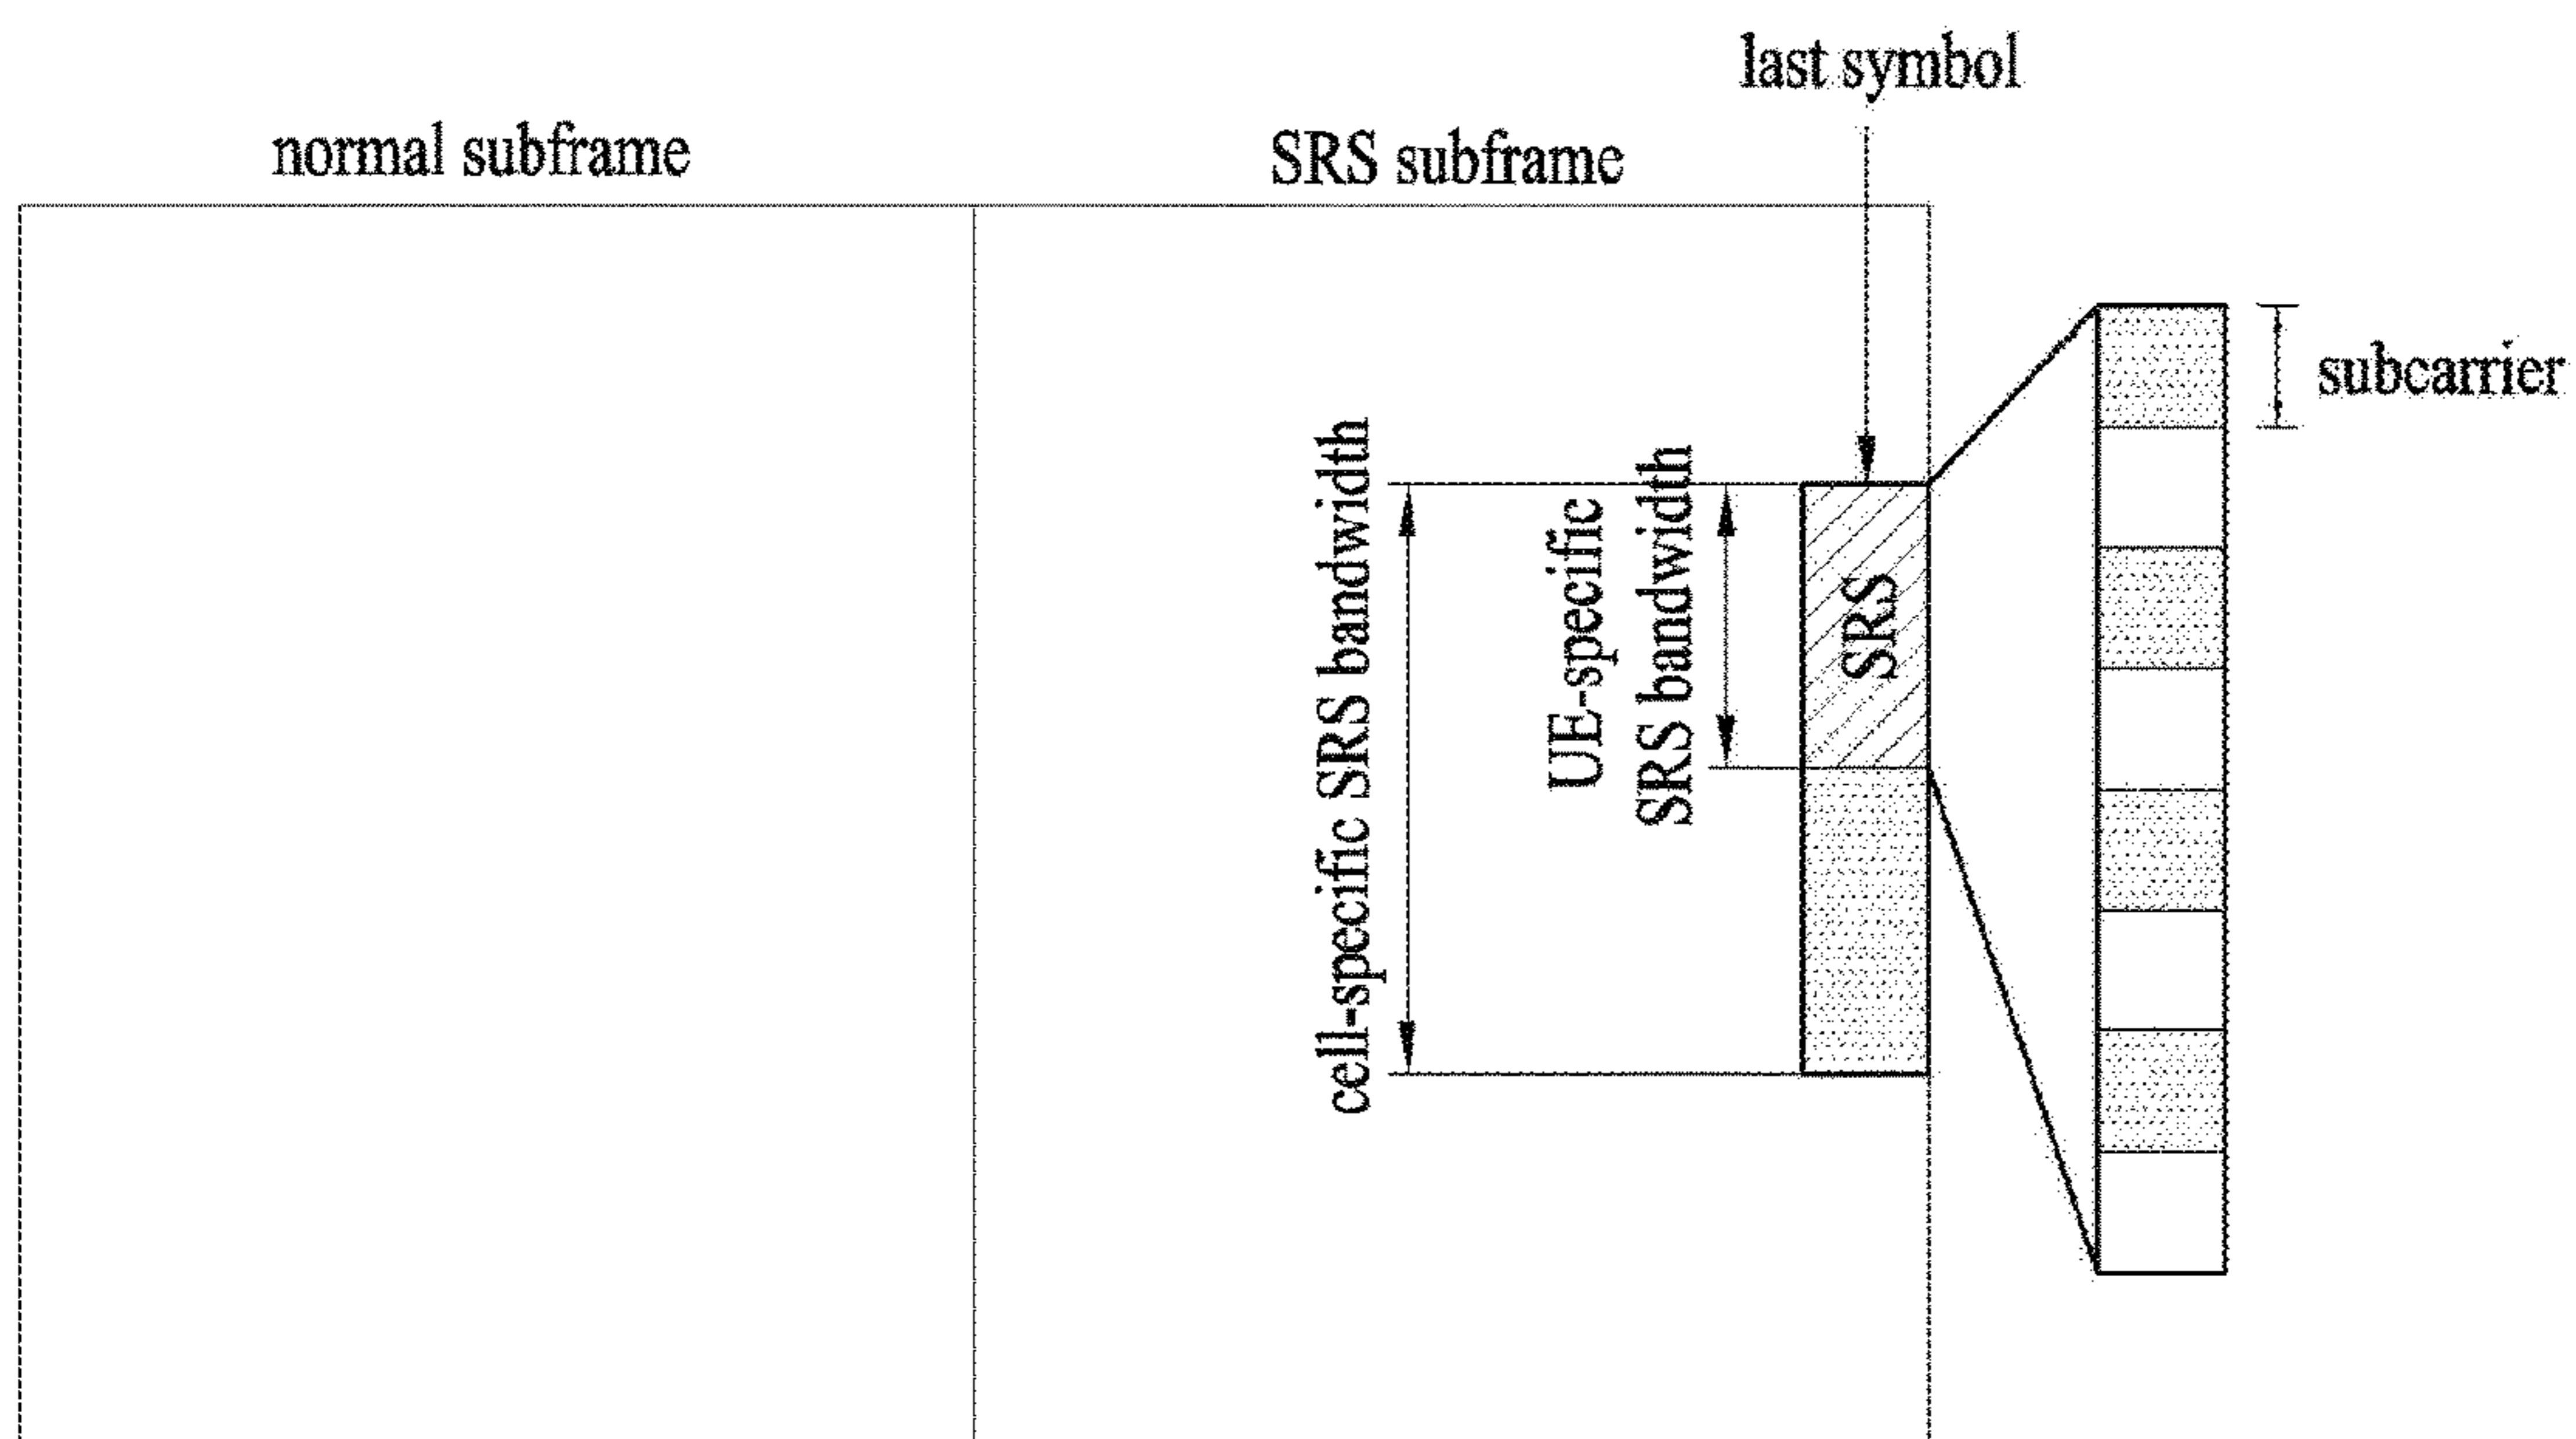 last symbol
normal subframe
SRS subframe
subcarrier
cell-specific SRS bandwidth
UE-specific
SRS bandwidth
SRS